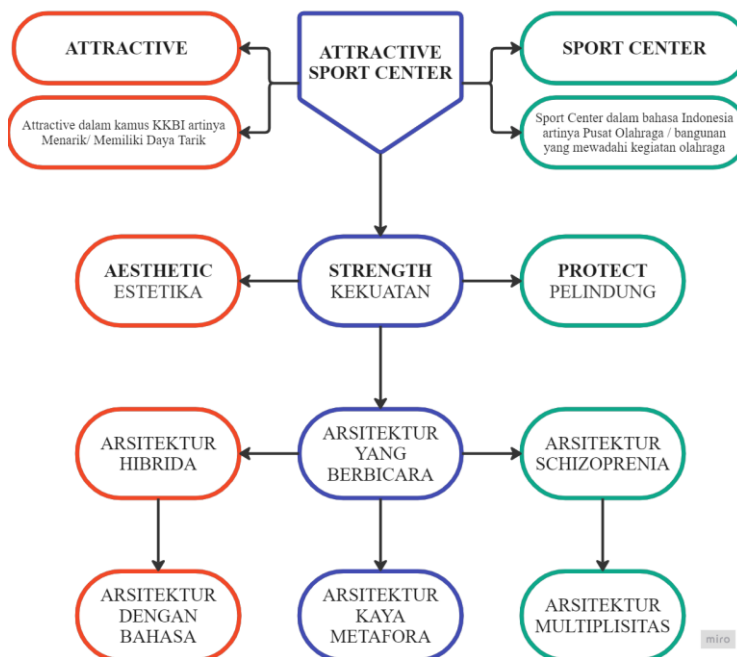 ATTRACTIVE
ATTRACTIVE
SPORT CENTER
SPORT CENTER
Attractive dalam kamus KKBI artinya
Menarik/ Memiliki Daya Tarik
Sport Center dalam bahasa Indonesia
artinya Pusat Olahraga / bangunan
yang mewadahi kegiatan olahraga
AESTHETIC
ESTETIKA
STRENGTH
KEKUATAN
PROTECT
PELINDUNG
ARSITEKTUR
HIBRIDA
ARSITEKTUR
YANG
BERBICARA
ARSITEKTUR
SCHIZOPRENIA
ARSITEKTUR
DENGAN
BAHASA
ARSITEKTUR
KAYA
METAFORA
ARSITEKTUR
MULTIPLISITAS
miro